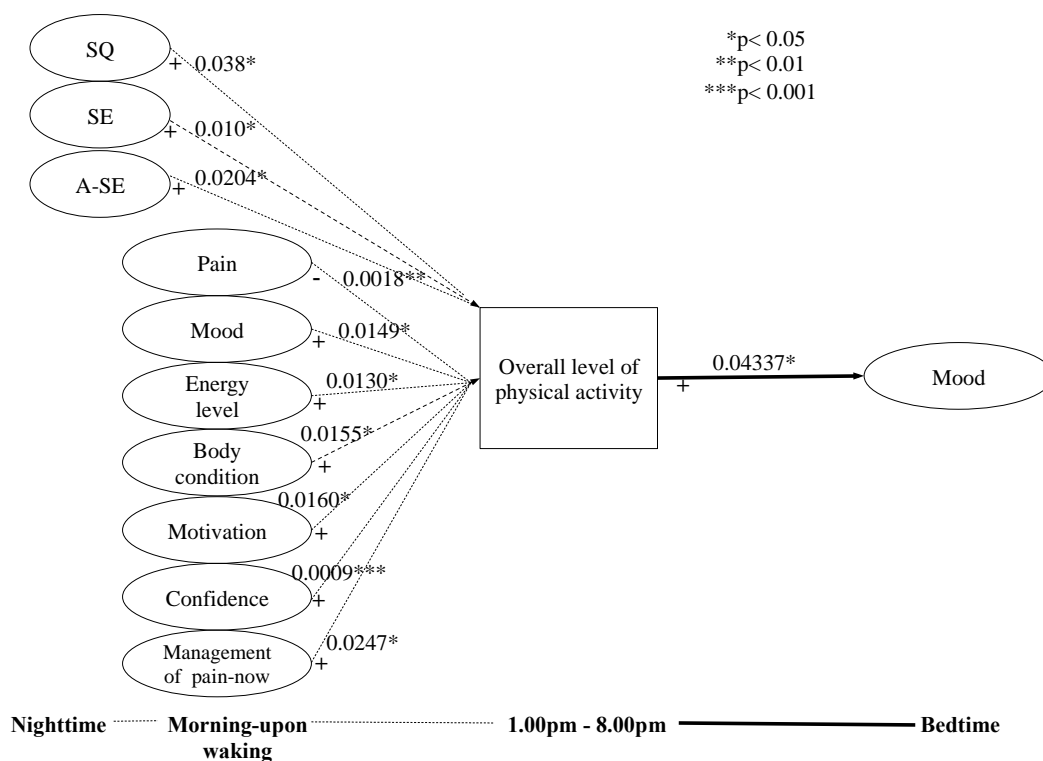 *p< 0.05
**p< 0.01
***p< 0.001
SQ
+ 0.038*
SE
+ 0.010*
A-SE
+ 0.0204*
Pain
- 0.0018**
Mood
+ 0.0149*
Energy
level
+ 0.0130*
Body
condition
+ 0.0155*
Motivation
+ 0.0160*
Confidence
+ 0.0009***
Management
of pain-now
+ 0.0247*
Overall level of
physical activity
+ 0.04337*
Mood
Nighttime Morning-upon 1.00pm - 8.00pm Bedtime
waking